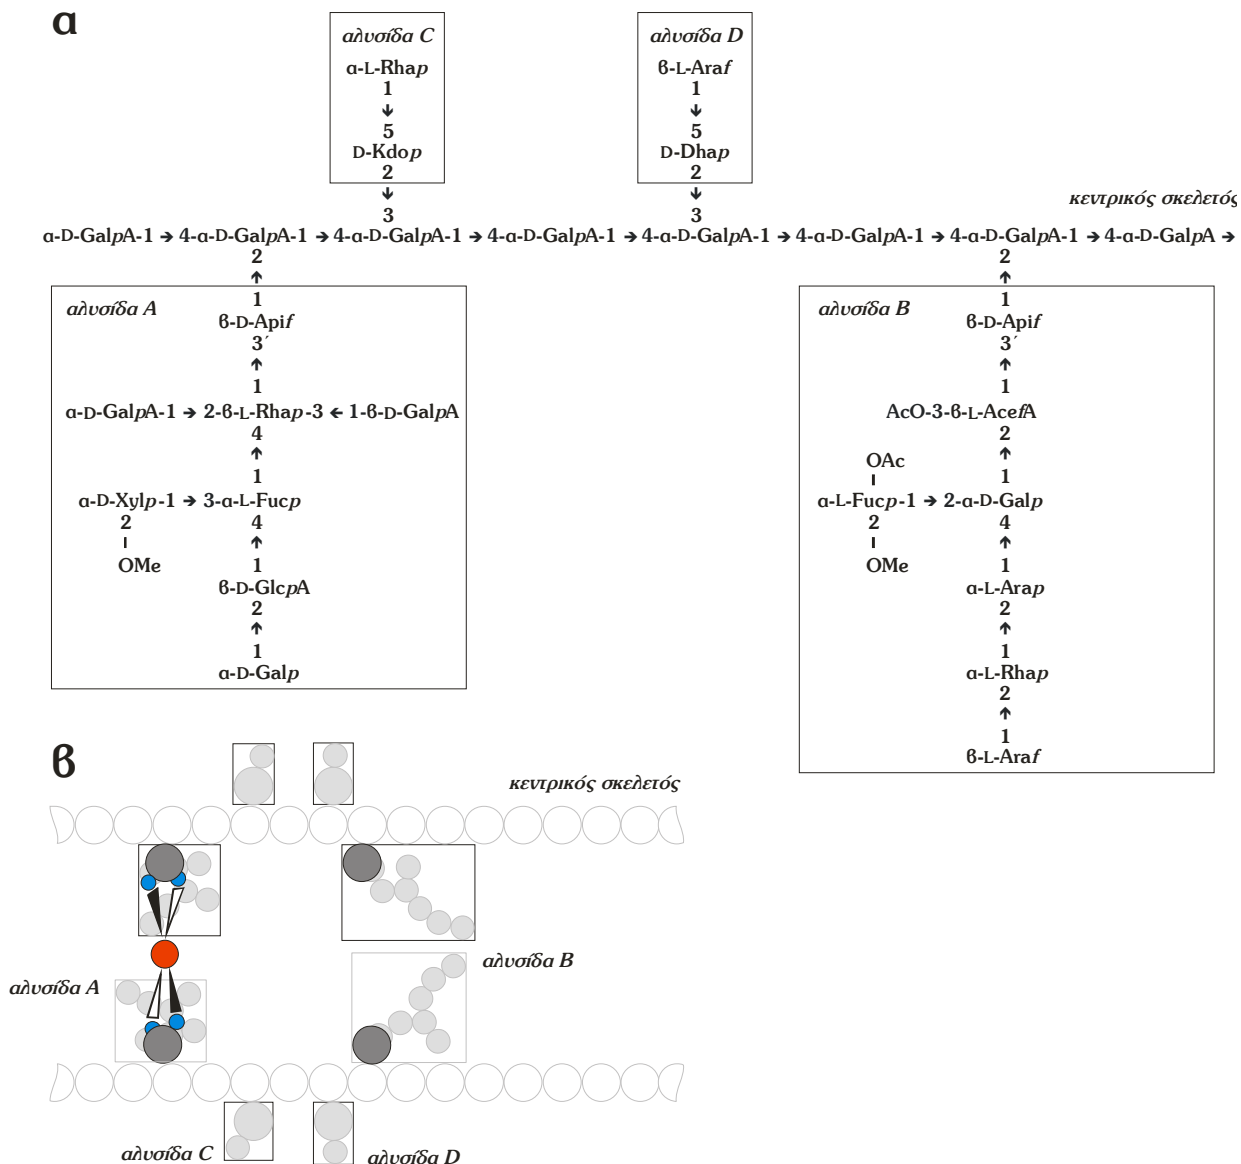 α
αλυσίδα C
α-L-Rhap
1
↓
5
D-Kdop
2
↓
3
αλυσίδα D
β-L-Araf
1
↓
5
D-Dhap
2
↓
3
κεντρικός σκελετός
α-D-GalpA-1 → 4-α-D-GalpA-1 → 4-α-D-GalpA-1 → 4-α-D-GalpA-1 → 4-α-D-GalpA-1 → 4-α-D-GalpA-1 → 4-α-D-GalpA-1 → 4-α-D-GalpA →
2
↑
1
αλυσίδα A
β-D-Apif
3´
↑
1
α-D-GalpA-1 → 2-β-L-Rhap-3 ← 1-β-D-GalpA
4
↑
1
α-D-Xylp-1 → 3-α-L-Fucp
2 4
↑
OMe 1
β-D-GlcpA
2
↑
1
α-D-Galp
2
↑
1
αλυσίδα B
β-D-Apif
3´
↑
1
AcO-3-β-L-AcefA
2
↑
OAc
1
α-L-Fucp-1 → 2-α-D-Galp
2 4
↑
OMe 1
α-L-Arap
2
↑
1
α-L-Rhap
2
↑
1
β-L-Araf
β
κεντρικός σκελετός
αλυσίδα B
αλυσίδα A
αλυσίδα C
αλυσίδα D